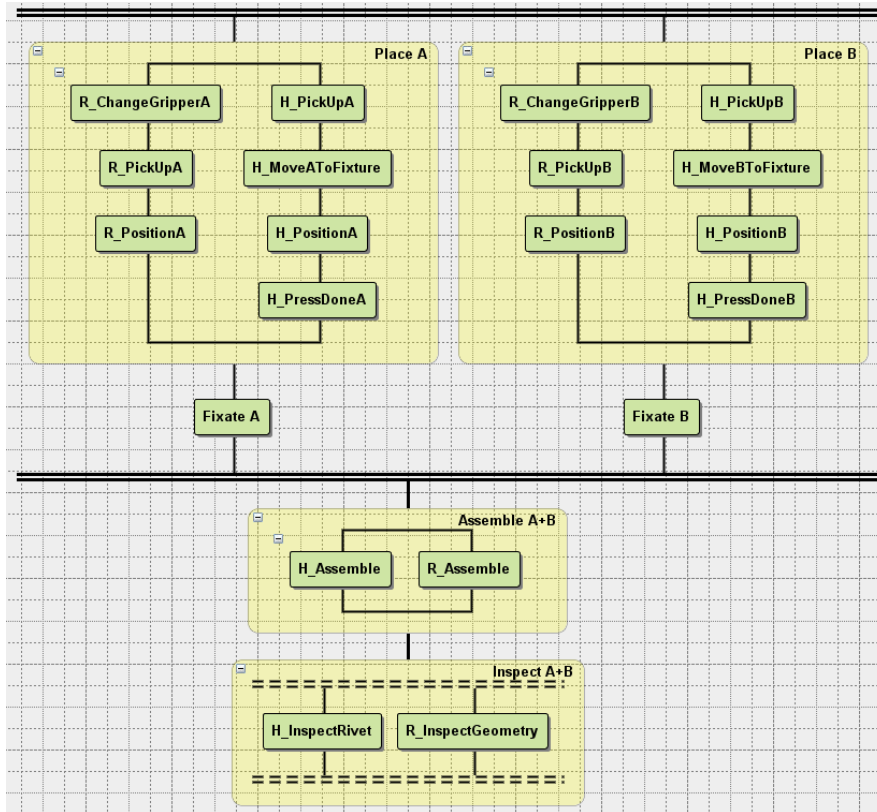 Place A
R_ChangeGripperA
H_PickUpA
R_PickUpA
H_MoveAToFixture
R_PositionA
H_PositionA
H_PressDoneA
Place B
R_ChangeGripperB
H_PickUpB
R_PickUpB
H_MoveBToFixture
R_PositionB
H_PositionB
H_PressDoneB
Fixate A
Fixate B
Assemble A+B
H_Assemble
R_Assemble
Inspect A+B
H_InspectRivet
R_InspectGeometry